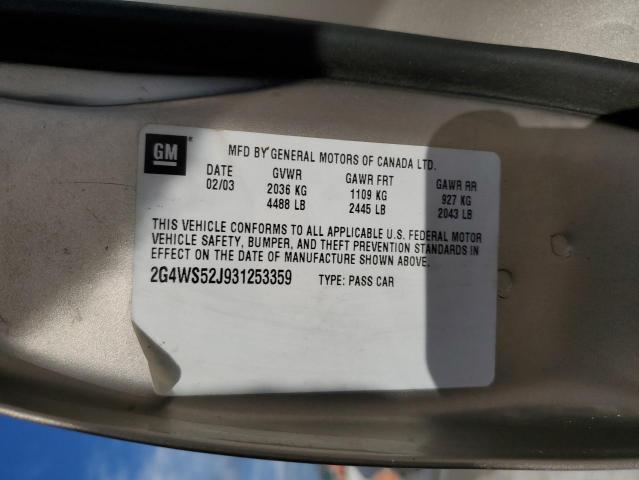 GM
MFD BY GENERAL MOTORS OF CANADA LTD.
DATE GVWR GAWR FRT GAWR RR
02/03 2036 KG 1109 KG 927 KG
4488 LB 2445 LB 2043 LB
THIS VEHICLE CONFORMS TO ALL APPLICABLE U.S. FEDERAL MOTOR
VEHICLE SAFETY, BUMPER, AND THEFT PREVENTION STANDARDS IN
EFFECT ON THE DATE OF MANUFACTURE SHOWN ABOVE.
2G4WS52J931253359 TYPE: PASS CAR